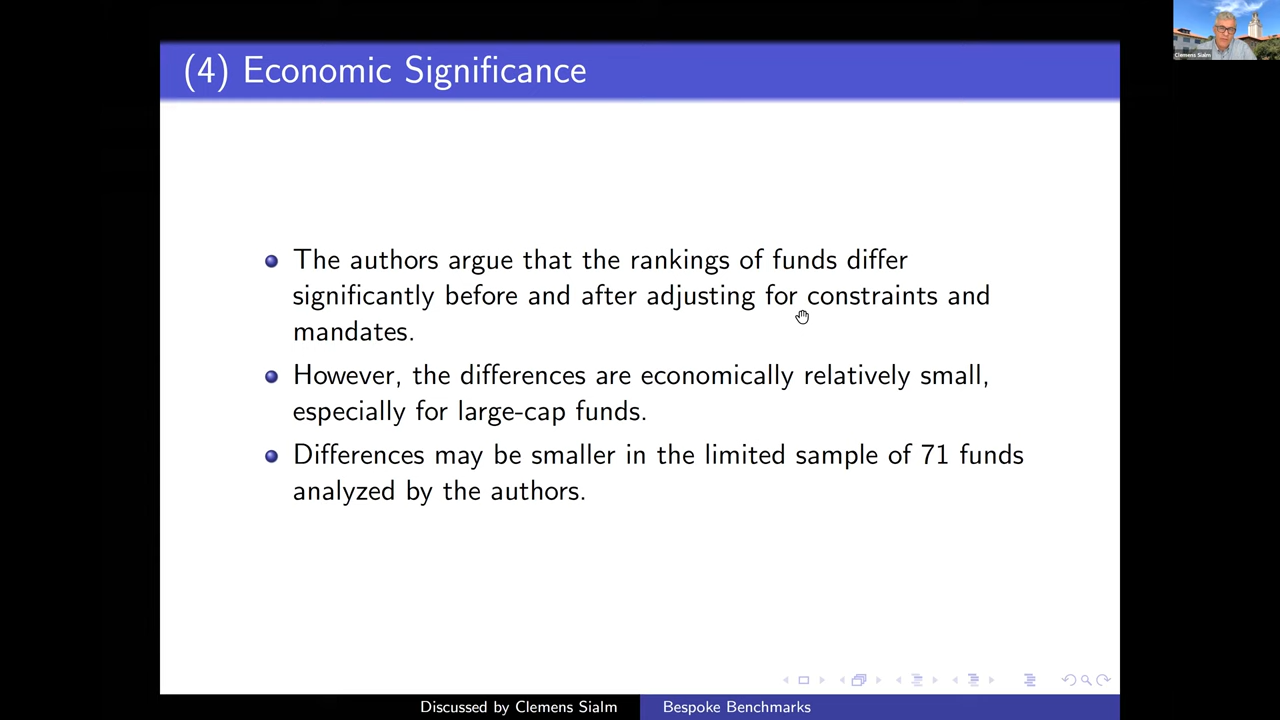 Clemens Sialm
(4) Economic Significance
The authors argue that the rankings of funds differ
significantly before and after adjusting for constraints and
mandates.
However, the differences are economically relatively small,
especially for large-cap funds.
Differences may be smaller in the limited sample of 71 funds
analyzed by the authors.
Discussed by Clemens Sialm
Bespoke Benchmarks